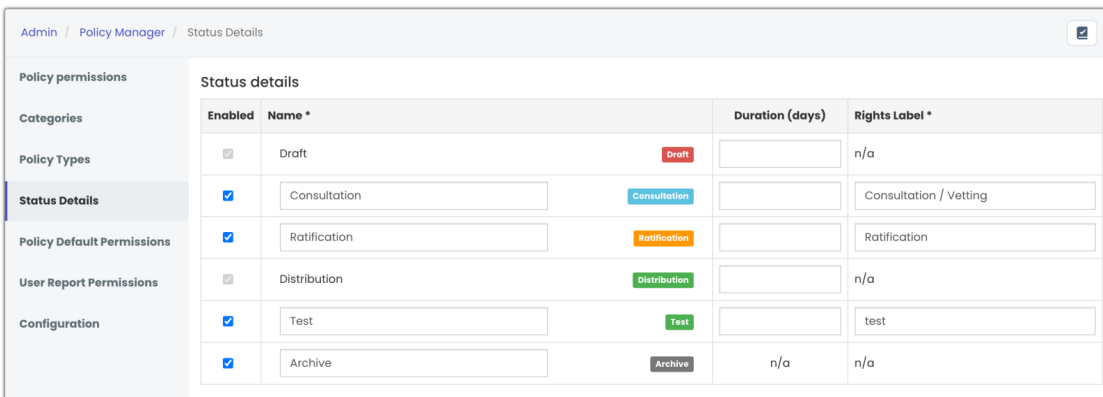 Admin / Policy Manager / Status Details
Policy permissions
Categories
Policy Types
Status Details
Policy Default Permissions
User Report Permissions
Configuration
Status details
Enabled Name * Duration (days) Rights Label *
Draft Draft n/a
Consultation Consultation Consultation / Vetting
Ratification Ratification Ratification
Distribution Distribution n/a
Test Test test
Archive Archive n/a n/a